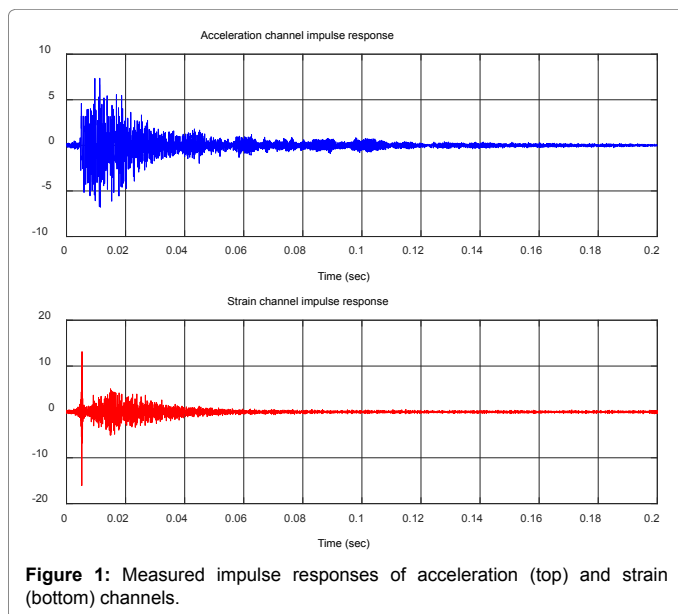 Acceleration channel impulse response
10
5
0
-5
-10
0 0.02 0.04 0.06 0.08 0.1 0.12 0.14 0.16 0.18 0.2
Time (sec)
Strain channel impulse response
20
10
0
-10
-20
0 0.02 0.04 0.06 0.08 0.1 0.12 0.14 0.16 0.18 0.2
Time (sec)
Figure 1: Measured impulse responses of acceleration (top) and strain
(bottom) channels.